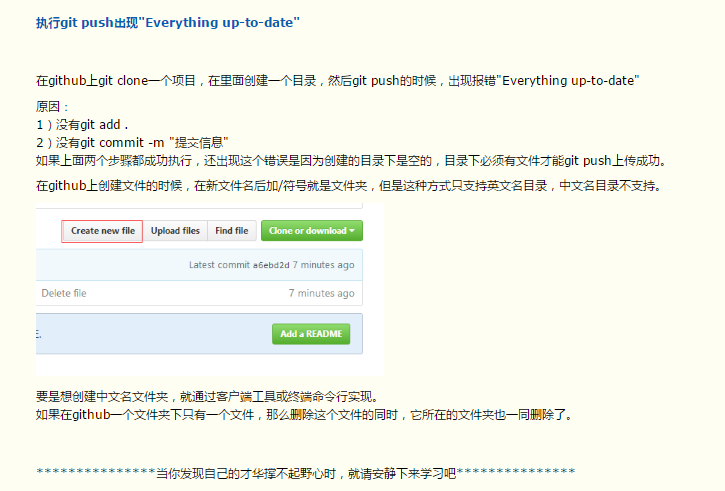 执行git push出现"Everything up-to-date"
在github上git clone一个项目，在里面创建一个目录，然后git push的时候，出现报错"Everything up-to-date"
原因：
1）没有git add .
2）没有git commit -m "提交信息"
如果上面两个步骤都成功执行，还出现这个错误是因为创建的目录下是空的，目录下必须有文件才能git push上传成功。
在github上创建文件的时候，在新文件名后加/符号就是文件夹，但是这种方式只支持英文名目录，中文名目录不支持。
Create new file Upload files Find file Clone or download
Latest commit a6ebd2d 7 minutes ago
Delete file 7 minutes ago
Add a README
要是想创建中文名文件夹，就通过客户端工具或终端命令行实现。
如果在github一个文件夹下只有一个文件，那么删除这个文件的同时，它所在的文件夹也一同删除了。
***************当你发现自己的才华撑不起野心时，就请安静下来学习吧***************